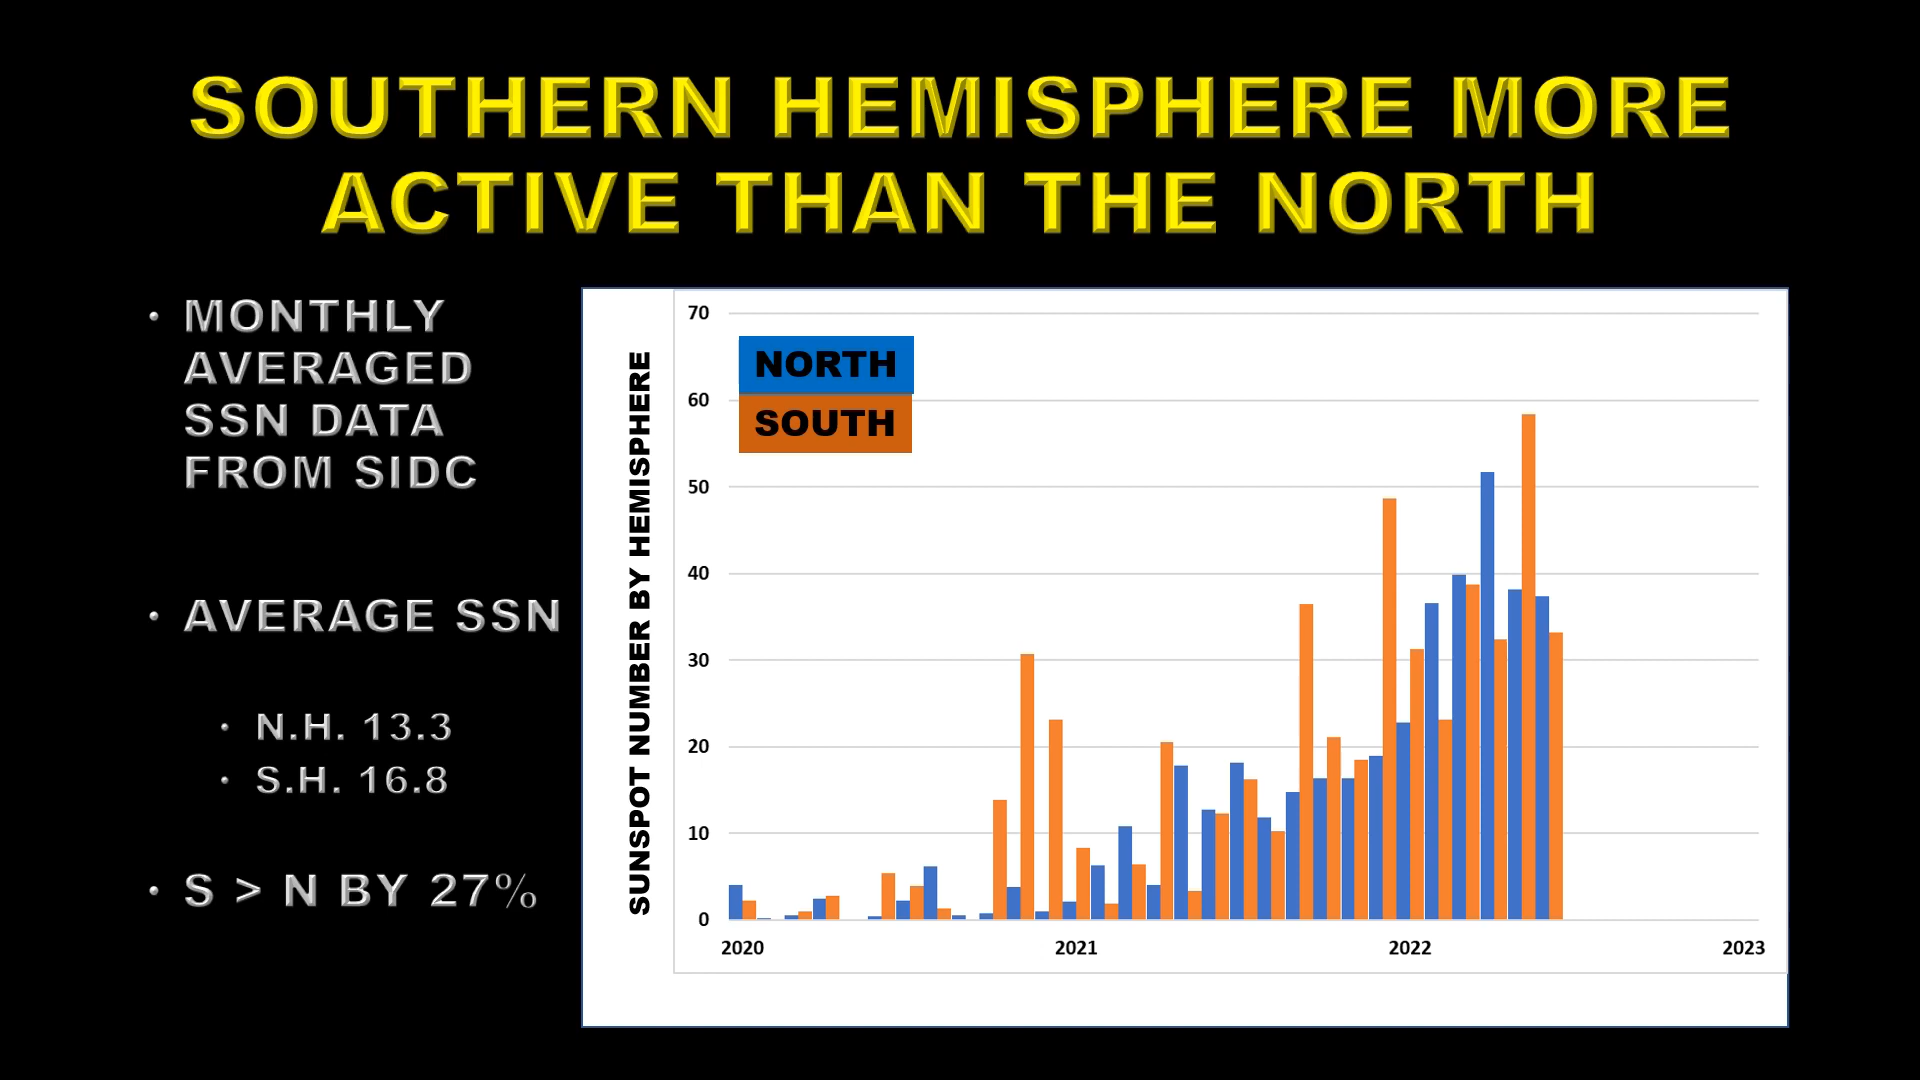 SOUTHERN HEMISPHERE MORE
ACTIVE THAN THE NORTH
• MONTHLY
AVERAGED
SSN DATA
FROM SIDC
• AVERAGE SSN
• N.H. 13.3
• S.H. 16.8
• S > N BY 27%
SUNSPOT NUMBER BY HEMISPHERE
70
60
50
40
30
20
10
0
NORTH
SOUTH
2020 2021 2022 2023